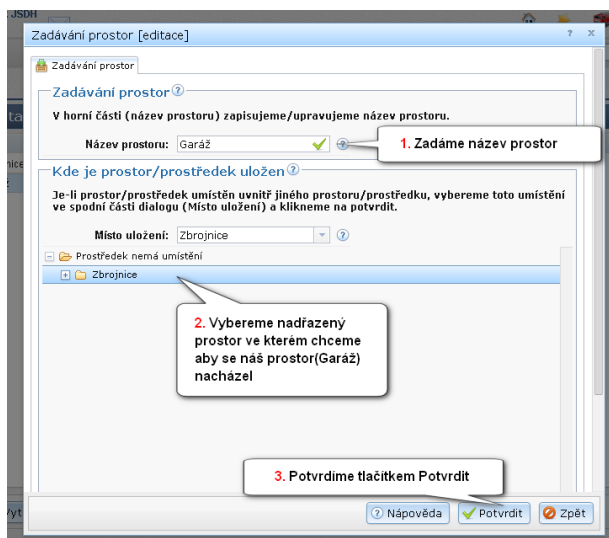 JSDH
Zadávání prostor [editace]
? x
Zadávání prostor
Zadávání prostor ?
V horní části (název prostoru) zapisujeme/upravujeme název prostoru.
Název prostoru: Garáž
1. Zadáme název prostor
Kde je prostor/prostředek uložen ?
Je-li prostor/prostředek umístěn uvnitř jiného prostoru/prostředku, vybereme toto umístění
ve spodní části dialogu (Místo uložení) a klikneme na potvrdit.
Místo uložení: Zbrojnice ?
Prostředek nemá umístění
Zbrojnice
2. Vybereme nadřazený
prostor ve kterém chceme
aby se náš prostor(Garáž)
nacházel
3. Potvrdíme tlačítkem Potvrdit
? Nápověda Potvrdit Zpět